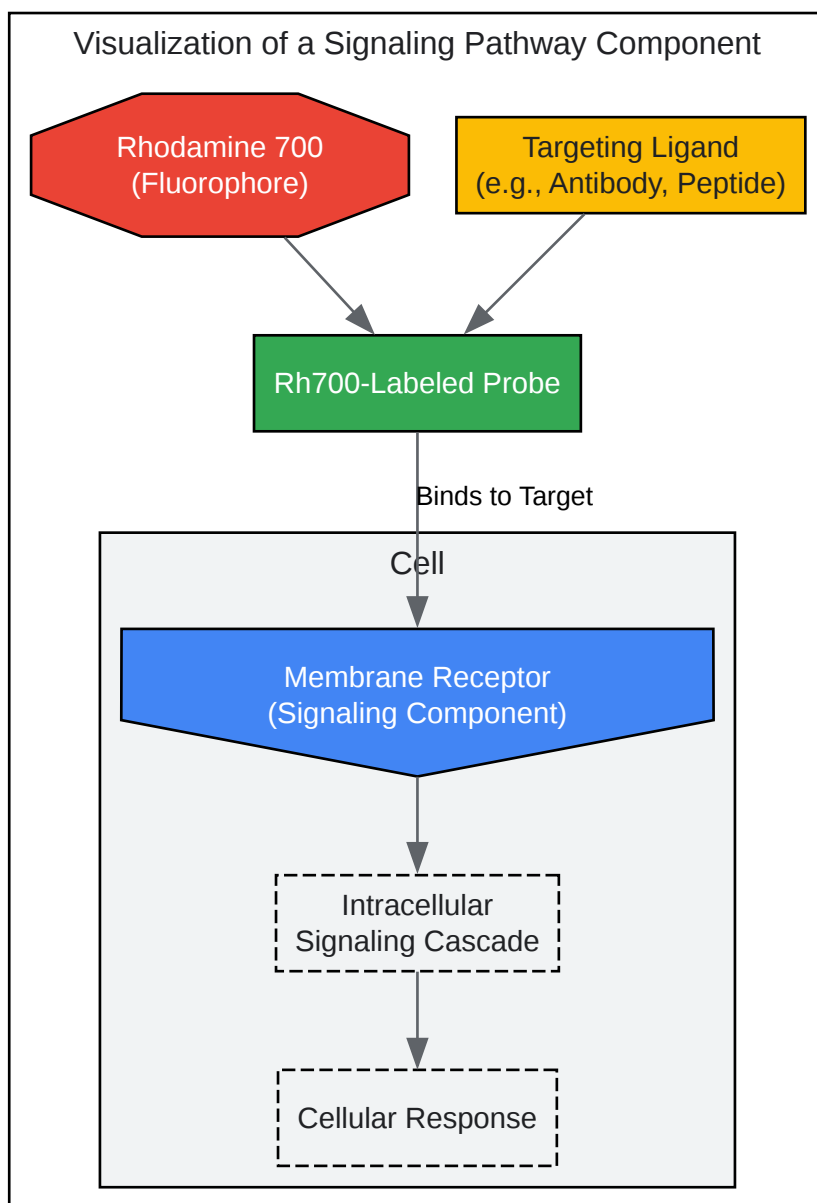 Visualization of a Signaling Pathway Component
Rhodamine 700
(Fluorophore)
Targeting Ligand
(e.g., Antibody, Peptide)
Rh700-Labeled Probe
Binds to Target
Cell
Membrane Receptor
(Signaling Component)
Intracellular
Signaling Cascade
Cellular Response